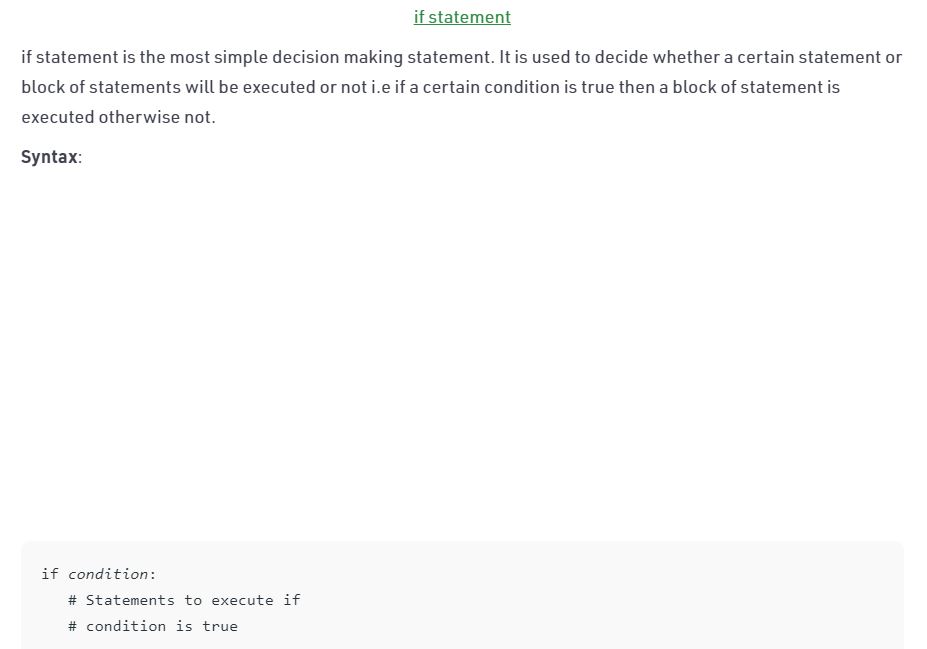 if statement
if statement is the most simple decision making statement. It is used to decide whether a certain statement or
block of statements will be executed or not i.e if a certain condition is true then a block of statement is
executed otherwise not.
Syntax:
if condition:
   # Statements to execute if
   # condition is true